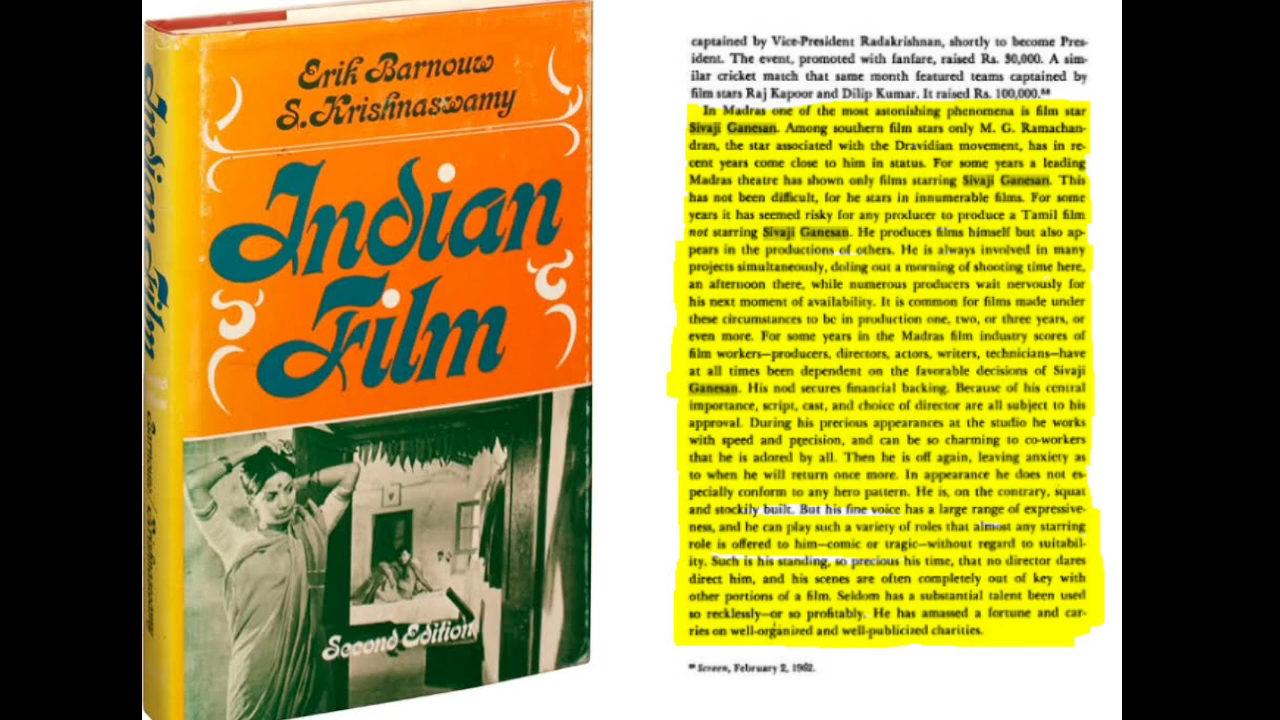 Erik Barnouw
S. Krishnaswamy
Indian
Film
Second Edition
Indian Film
captained by Vice-President Radakrishnan, shortly to become Pres-
ident. The event, promoted with fanfare, raised Rs. 30,000. A sim-
ilar cricket match that same month featured teams captained by
film stars Raj Kapoor and Dilip Kumar. It raised Rs. 100,000.
In Madras one of the most astonishing phenomena is film star
Sivaji Ganesan. Among southern film stars only M. G. Ramachan-
dran, the star associated with the Dravidian movement, has in re-
cent years come close to him in status. For some years a leading
Madras theatre has shown only films starring Sivaji Ganesan. This
has not been difficult, for he stars in innumerable films. For some
years it has seemed risky for any producer to produce a Tamil film
not starring Sivaji Ganesan. He produces films himself but also ap-
pears in the productions of others. He is always involved in many
projects simultaneously, doling out a morning of shooting time here,
an afternoon there, while numerous producers wait nervously for
his next moment of availability. It is common for films made under
these circumstances to be in production one, two, or three years, or
even more. For some years in the Madras film industry scores of
film workers—producers, directors, actors, writers, technicians—have
at all times been dependent on the favorable decisions of Sivaji
Ganesan. His nod secures financial backing. Because of his central
importance, script, cast, and choice of director are all subject to his
approval. During his precious appearances at the studio he works
with speed and precision, and can be so charming to co-workers
that he is adored by all. Then he is off again, leaving anxiety as
to when he will return once more. In appearance he does not es-
pecially conform to any hero pattern. He is, on the contrary, squat
and stockily built. But his fine voice has a large range of expressive-
ness, and he can play such a variety of roles that almost any starring
role is offered to him—comic or tragic—without regard to suitabil-
ity. Such is his standing, so precious his time, that no director dares
direct him, and his scenes are often completely out of key with
other portions of a film. Seldom has a substantial talent been used
so recklessly—or so profitably. He has amassed a fortune and car-
ries on well-organized and well-publicized charities.
Screen, February 2, 1962.